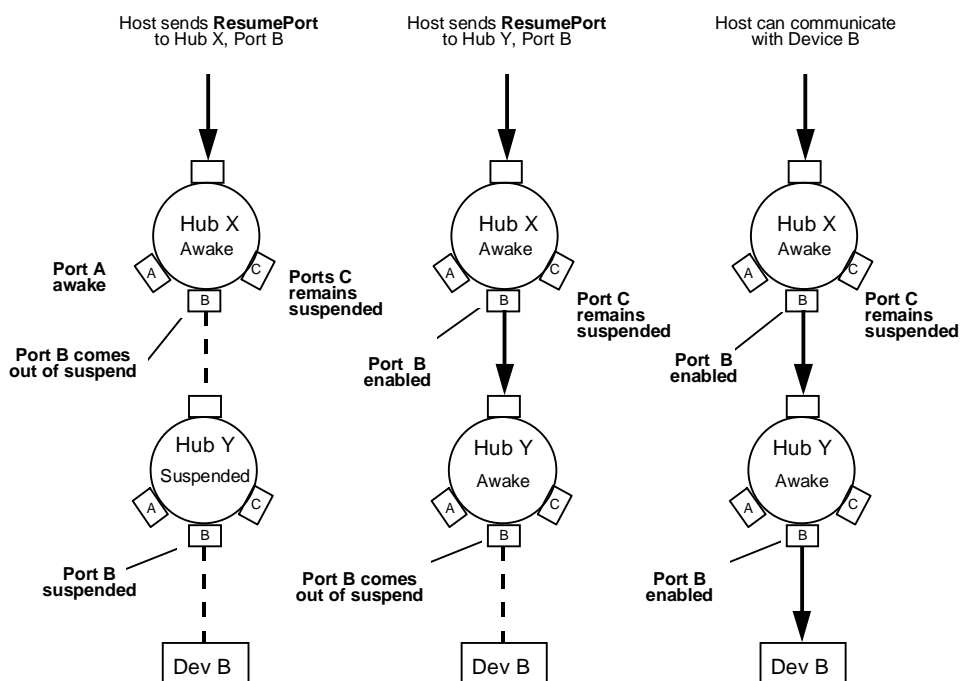 Host sends ResumePort
to Hub X, Port B
Hub X
Awake
A
C
B
Port A
awake
Ports C
remains
suspended
Port B comes
out of suspend
Hub Y
Suspended
A
C
B
Port B
suspended
Dev B
Host sends ResumePort
to Hub Y, Port B
Hub X
Awake
A
C
B
Port C
remains
suspended
Port B
enabled
Hub Y
Awake
A
C
B
Port B comes
out of suspend
Dev B
Host can communicate
with Device B
Hub X
Awake
A
C
B
Port C
remains
suspended
Port B
enabled
Hub Y
Awake
A
C
B
Port B
enabled
Dev B